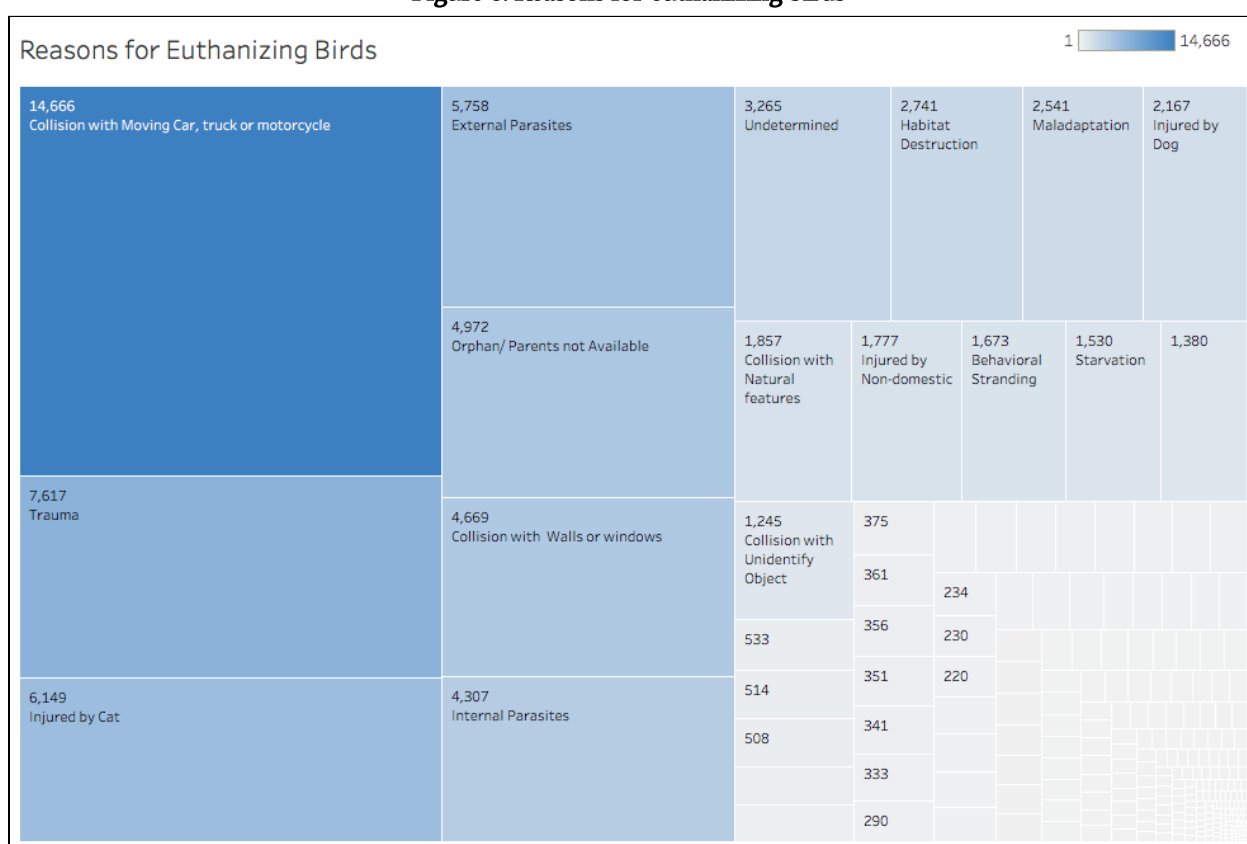 Reasons for Euthanizing Birds
1
14,666
14,666
Collision with Moving Car, truck or motorcycle
7,617
Trauma
6,149
Injured by Cat
5,758
External Parasites
4,972
Orphan/ Parents not Available
4,669
Collision with Walls or windows
4,307
Internal Parasites
3,265
Undetermined
2,741
Habitat
Destruction
2,541
Maladaptation
2,167
Injured by
Dog
1,857
Collision with
Natural
features
1,777
Injured by
Non-domestic
1,673
Behavioral
Stranding
1,530
Starvation
1,380
1,245
Collision with
Unidentify
Object
533
514
508
375
361
356
351
341
333
290
234
230
220